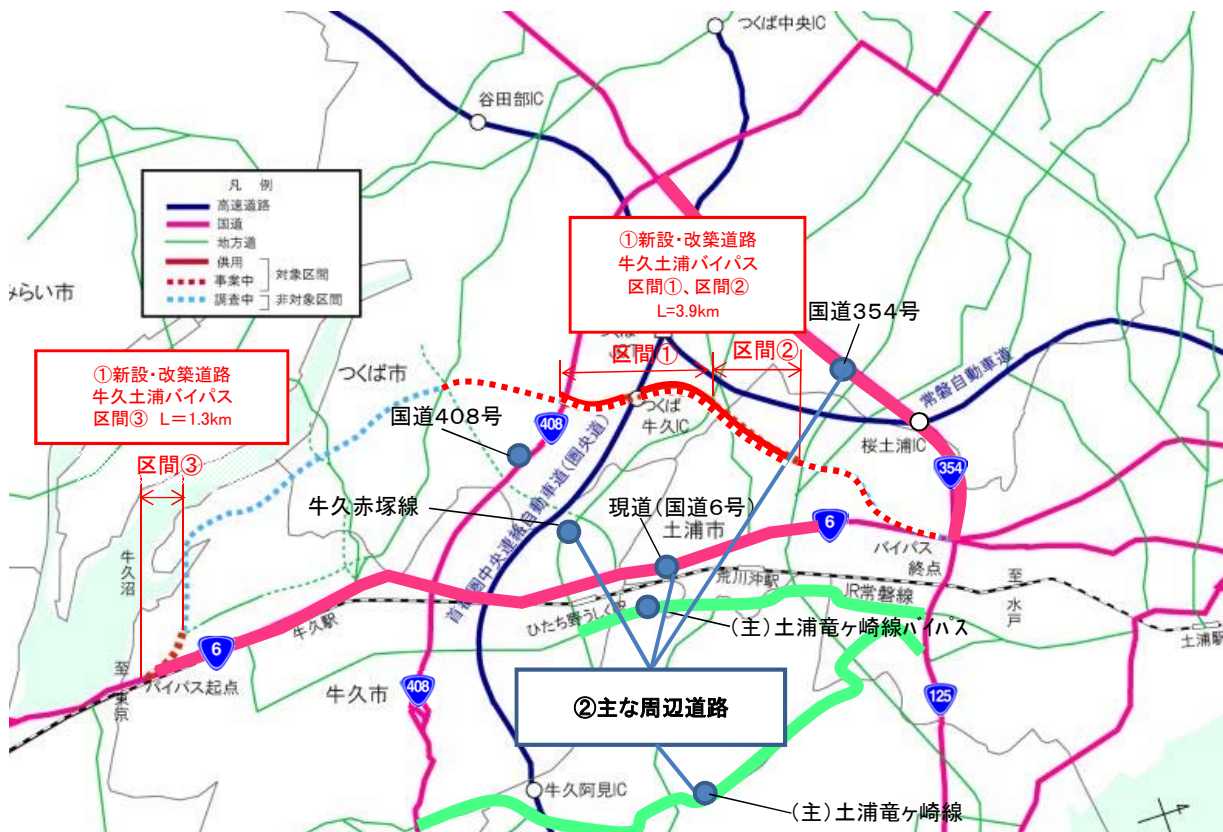 つくば中央IC
谷田部IC
凡 例
高速道路
国道
地方道
供用
事業中
対象区間
調査中
非対象区間
みらい市
①新設・改築道路
牛久土浦バイパス
区間①、区間②
L=3.9km
国道354号
①新設・改築道路
牛久土浦バイパス
区間③ L=1.3km
つくば市
区間①
区間②
常磐自動車道
国道408号
408
つくば
牛久IC
桜土浦IC
354
区間③
牛久赤塚線
首都圏中央連絡自動車道(圏央道)
現道(国道6号)
土浦市
6
バイパス
終点
牛久沼
荒川沖駅
JR常磐線
至水戸
土浦駅
牛久駅
ひたち野うしく駅
(主)土浦竜ヶ崎線バイパス
6
至東京
バイパス起点
牛久市
408
②主な周辺道路
125
牛久阿見IC
(主)土浦竜ヶ崎線